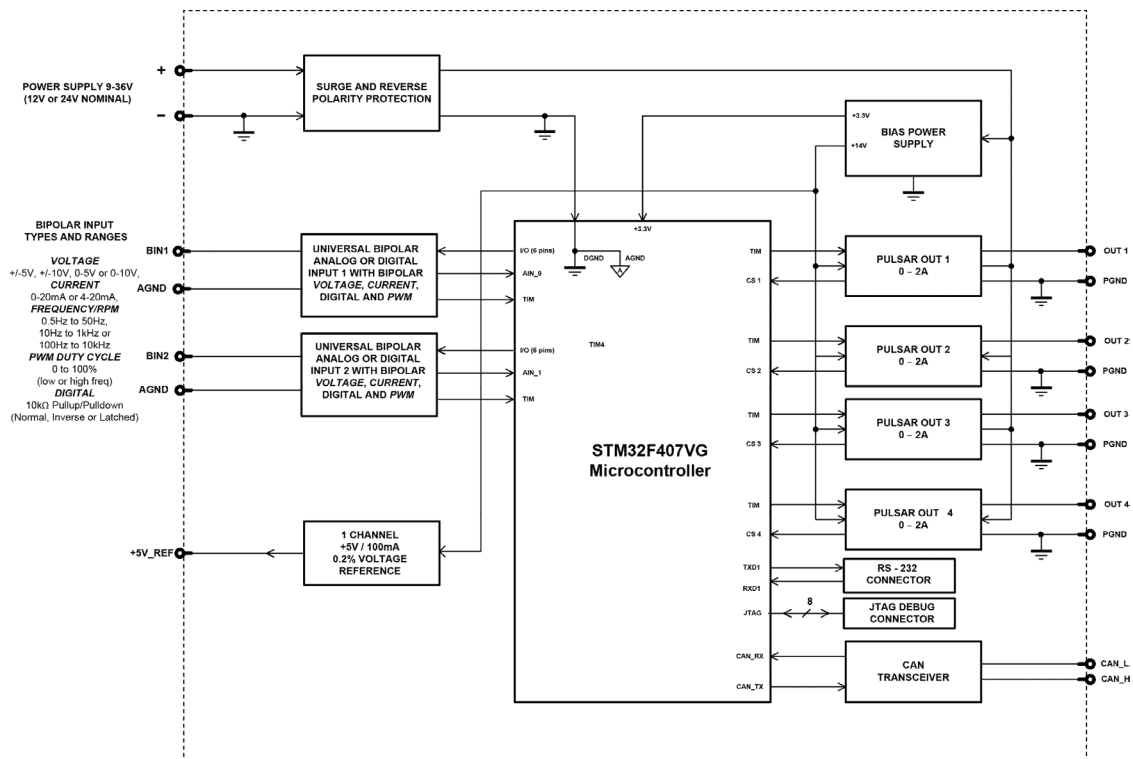 +
POWER SUPPLY 9-36V
(12V or 24V NOMINAL)
–
SURGE AND REVERSE
POLARITY PROTECTION
+3.3V
+14V
BIAS POWER
SUPPLY
BIPOLAR INPUT
TYPES AND RANGES
VOLTAGE
+/-5V, +/-10V, 0-5V or 0-10V,
CURRENT
0-20mA or 4-20mA,
FREQUENCY/RPM
0.5Hz to 50Hz,
10Hz to 1kHz or
100Hz to 10kHz
PWM DUTY CYCLE
0 to 100%
(low or high freq)
DIGITAL
10kΩ Pullup/Pulldown
(Normal, Inverse or Latched)
BIN1
AGND
BIN2
AGND
+5V_REF
UNIVERSAL BIPOLAR
ANALOG OR DIGITAL
INPUT 1 WITH BIPOLAR
VOLTAGE, CURRENT,
DIGITAL AND PWM
UNIVERSAL BIPOLAR
ANALOG OR DIGITAL
INPUT 2 WITH BIPOLAR
VOLTAGE, CURRENT,
DIGITAL AND PWM
1 CHANNEL
+5V / 100mA
0.2% VOLTAGE
REFERENCE
+3.3V
I/O (6 pins)
DGND
AGND
A
AIN_0
TIM
TIM4
I/O (6 pins)
AIN_1
TIM
STM32F407VG
Microcontroller
TIM
CS 1
TIM
CS 2
TIM
CS 3
TIM
CS 4
TXD1
RXD1
JTAG
8
CAN_RX
CAN_TX
PULSAR OUT 1
0 – 2A
PULSAR OUT 2
0 – 2A
PULSAR OUT 3
0 – 2A
PULSAR OUT 4
0 – 2A
RS - 232
CONNECTOR
JTAG DEBUG
CONNECTOR
CAN
TRANSCEIVER
OUT 1
PGND
OUT 2
PGND
OUT 3
PGND
OUT 4
PGND
CAN_L
CAN_H